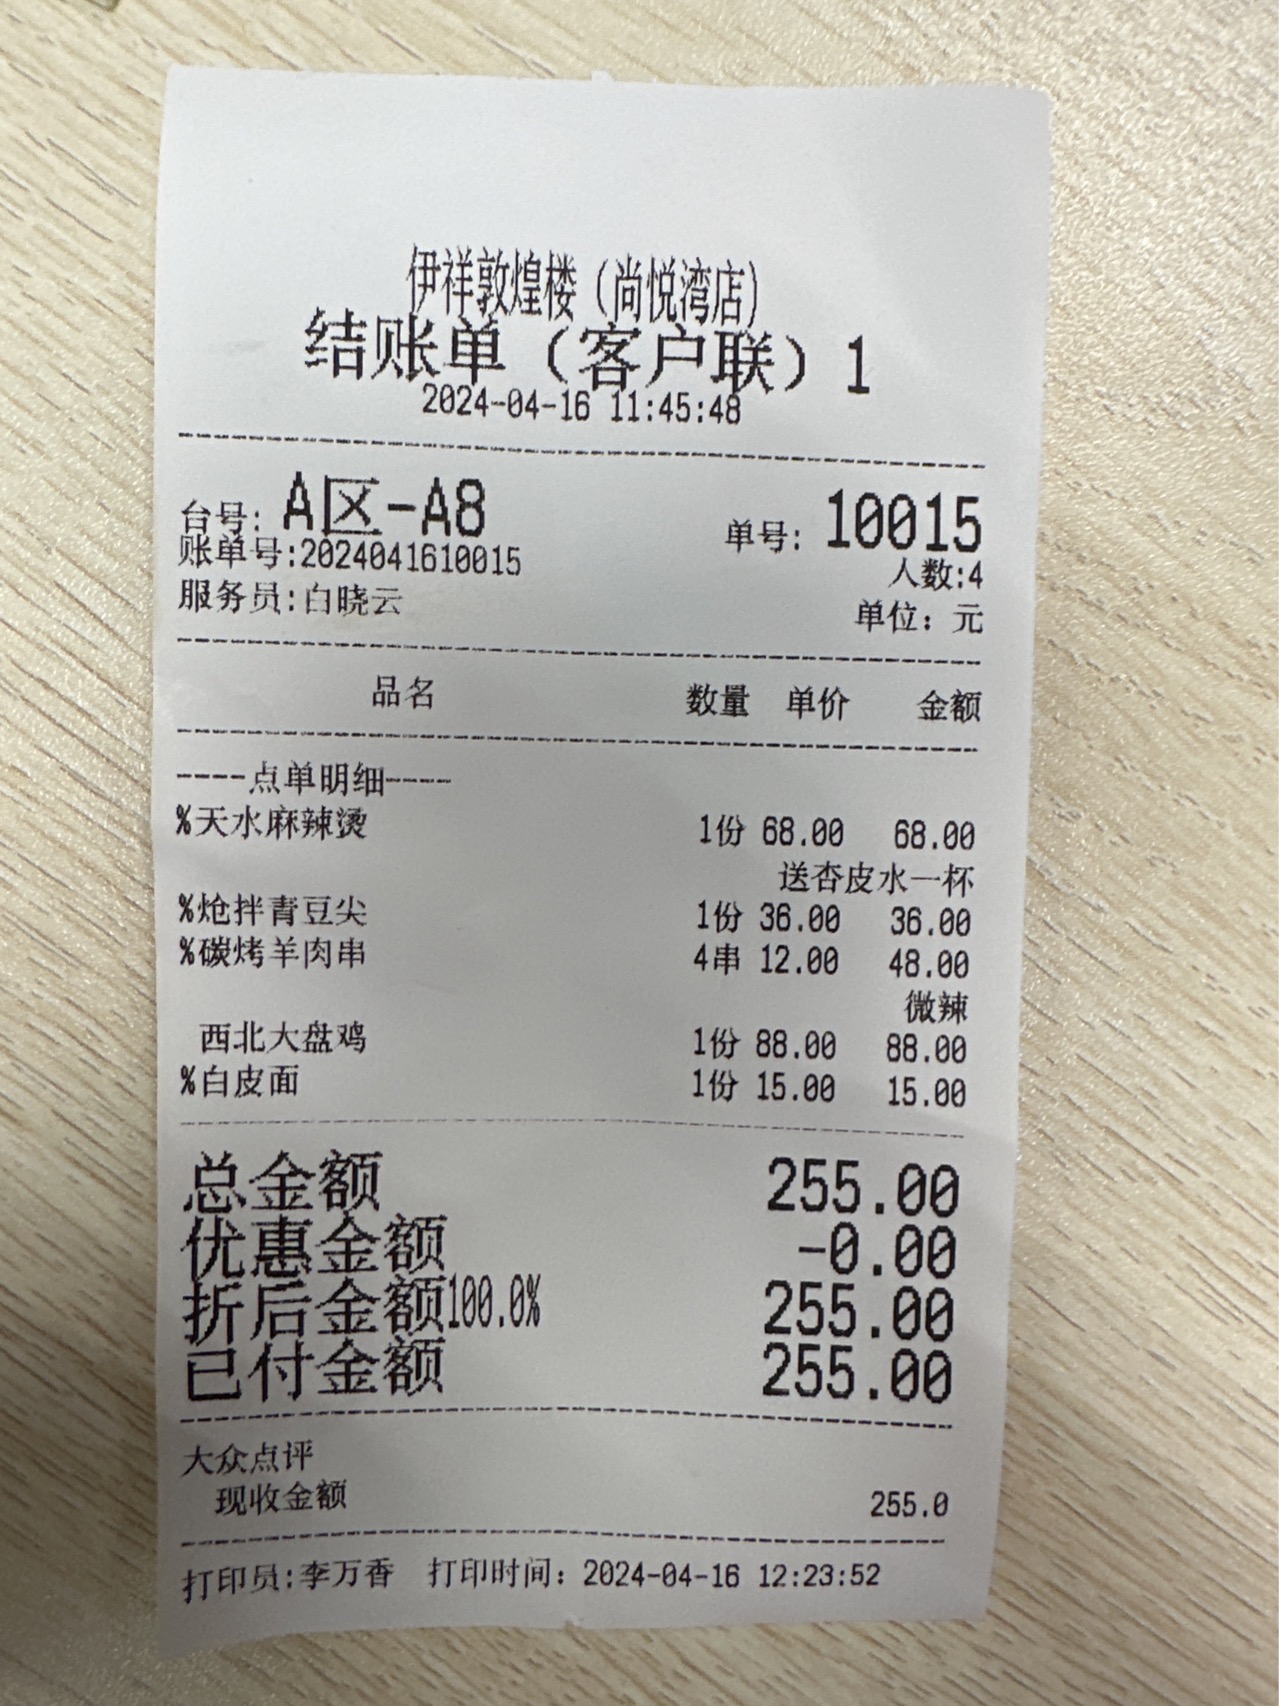 伊祥敦煌楼（尚悦湾店）
结账单（客户联）1
2024-04-16 11:45:48
台号: A区-A8 单号: 10015
账单号:2024041610015 人数:4
服务员:白晓云 单位：元
品名 数量 单价 金额
----点单明细----
%天水麻辣烫 1份 68.00 68.00
送杏皮水一杯
%炝拌青豆尖 1份 36.00 36.00
%碳烤羊肉串 4串 12.00 48.00
微辣
西北大盘鸡 1份 88.00 88.00
%白皮面 1份 15.00 15.00
总金额 255.00
优惠金额 -0.00
折后金额100.0% 255.00
已付金额 255.00
大众点评
现收金额 255.0
打印员:李万香 打印时间：2024-04-16 12:23:52